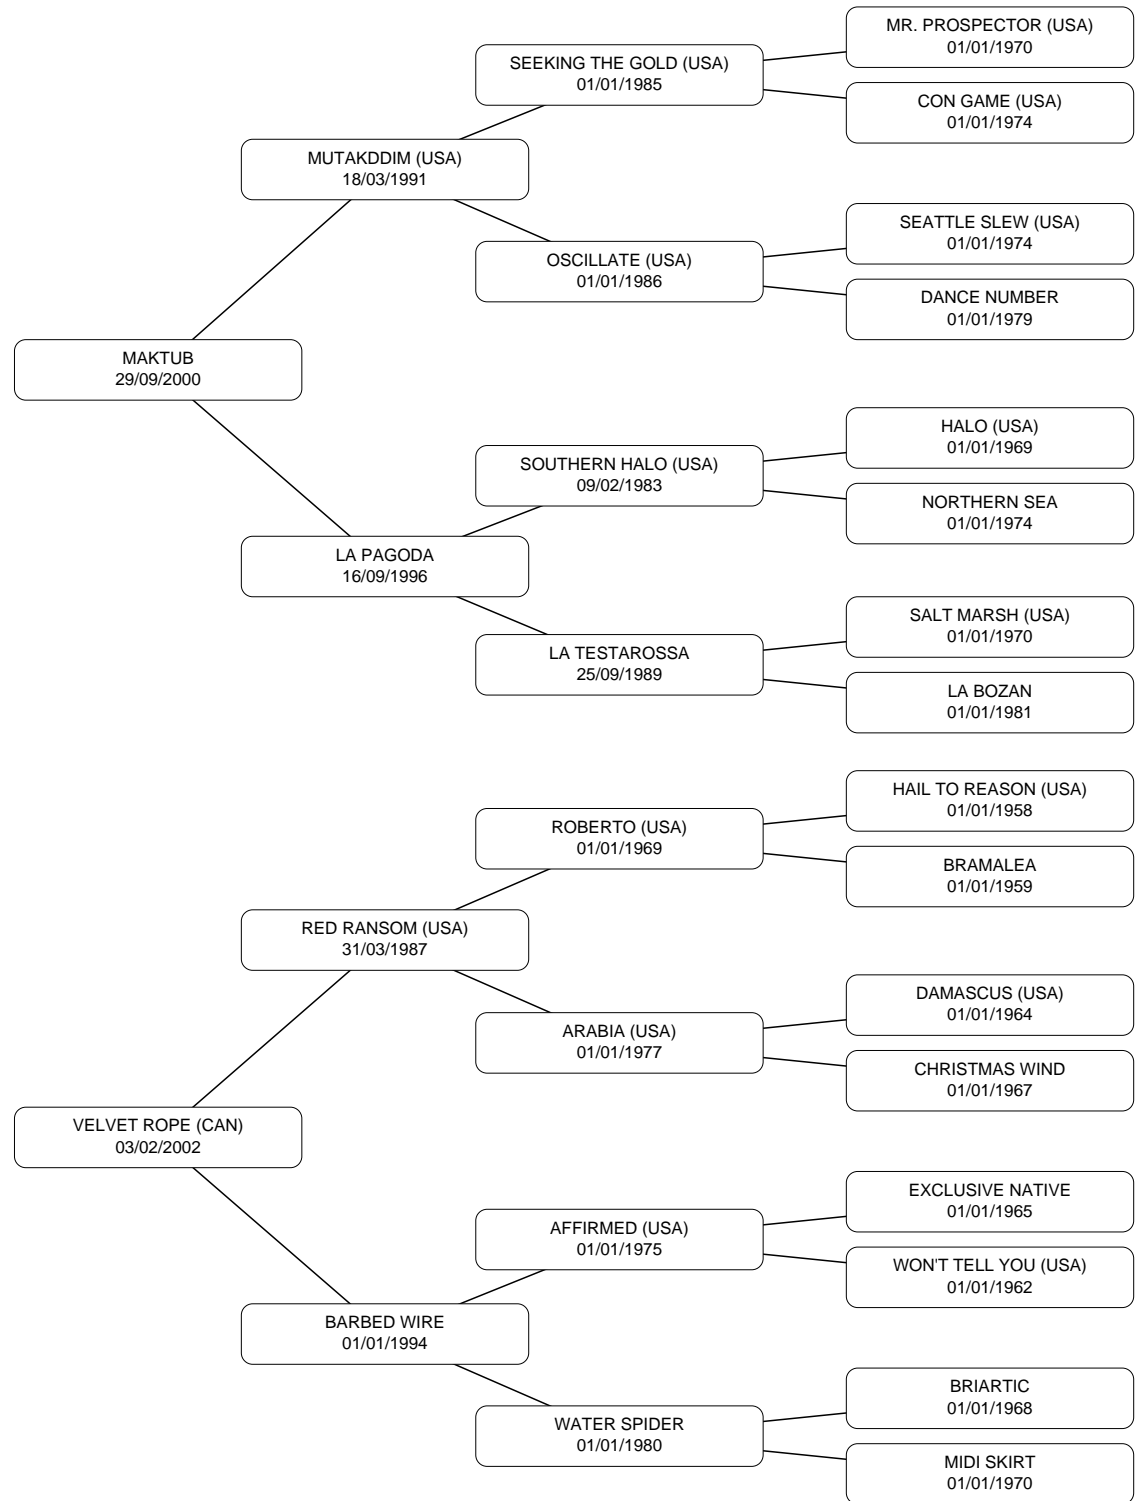 MR. PROSPECTOR (USA)
01/01/1970
SEEKING THE GOLD (USA)
01/01/1985
CON GAME (USA)
01/01/1974
MUTAKDDIM (USA)
18/03/1991
SEATTLE SLEW (USA)
01/01/1974
OSCILLATE (USA)
01/01/1986
DANCE NUMBER
01/01/1979
MAKTUB
29/09/2000
HALO (USA)
01/01/1969
SOUTHERN HALO (USA)
09/02/1983
NORTHERN SEA
01/01/1974
LA PAGODA
16/09/1996
SALT MARSH (USA)
01/01/1970
LA TESTAROSSA
25/09/1989
LA BOZAN
01/01/1981
HAIL TO REASON (USA)
01/01/1958
ROBERTO (USA)
01/01/1969
BRAMALEA
01/01/1959
RED RANSOM (USA)
31/03/1987
DAMASCUS (USA)
01/01/1964
ARABIA (USA)
01/01/1977
CHRISTMAS WIND
01/01/1967
VELVET ROPE (CAN)
03/02/2002
EXCLUSIVE NATIVE
01/01/1965
AFFIRMED (USA)
01/01/1975
WON'T TELL YOU (USA)
01/01/1962
BARBED WIRE
01/01/1994
BRIARTIC
01/01/1968
WATER SPIDER
01/01/1980
MIDI SKIRT
01/01/1970